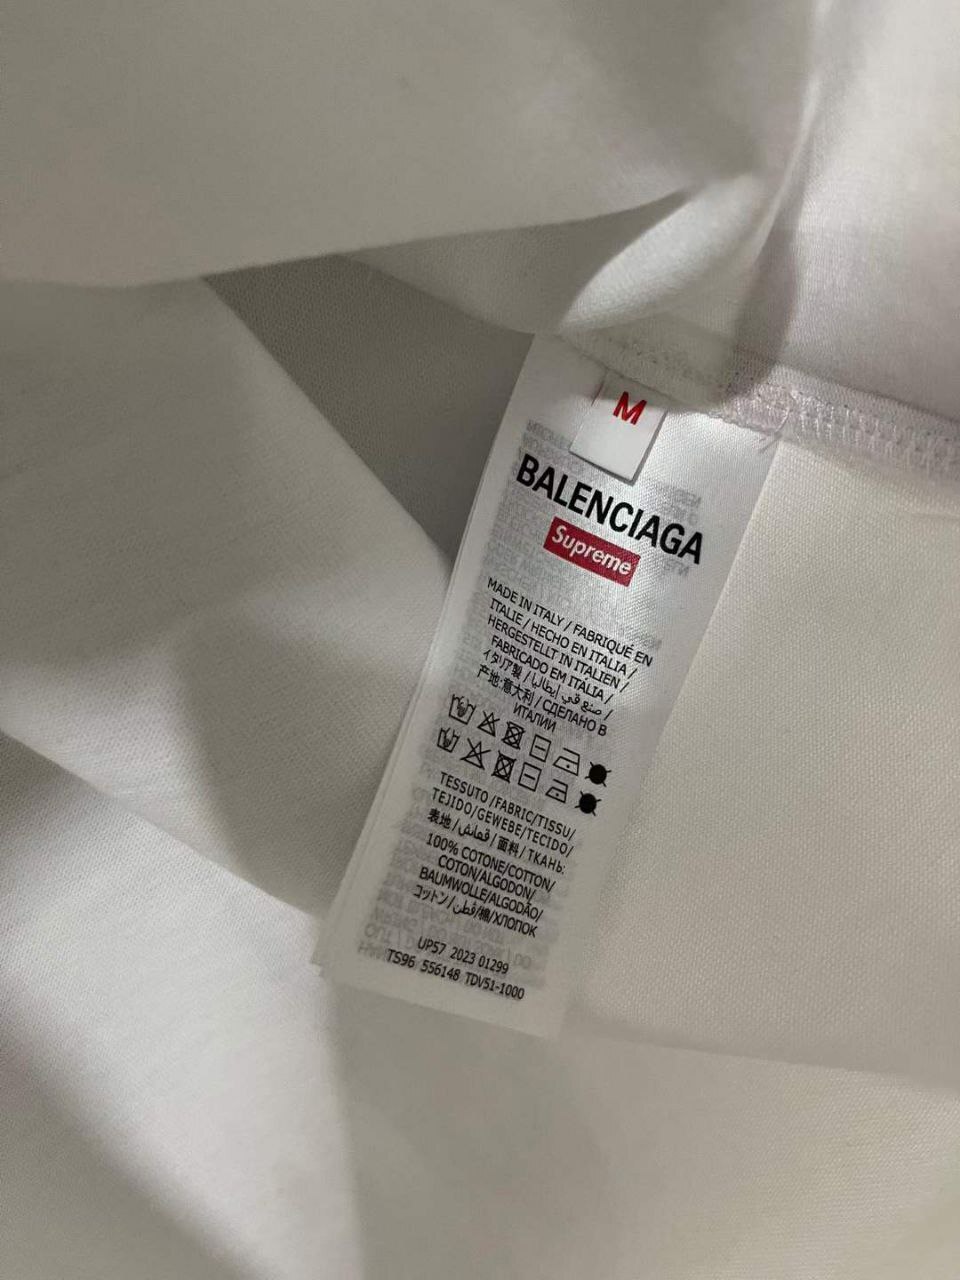 M
BALENCIAGA
Supreme
MADE IN ITALY / FABRIQUÉ EN
ITALIE / HECHO EN ITALIA /
HERGESTELLT IN ITALIEN /
FABRICADO EM ITÁLIA /
イタリア製 / صنع في إيطاليا /
产地:意大利 / СДЕЛАНО В
ИТАЛИИ
TESSUTO /FABRIC/TISSU/
TEJIDO/GEWEBE/TECIDO/
表地 /قماش/ 面料 / ТКАНЬ:
100% COTONE/COTTON/
COTON/ALGODON/
BAUMWOLLE/ALGODÃO/
コットン/قطن/棉/ХЛОПОК
UP57 2023 01299
TS96 556148 TDV51-1000